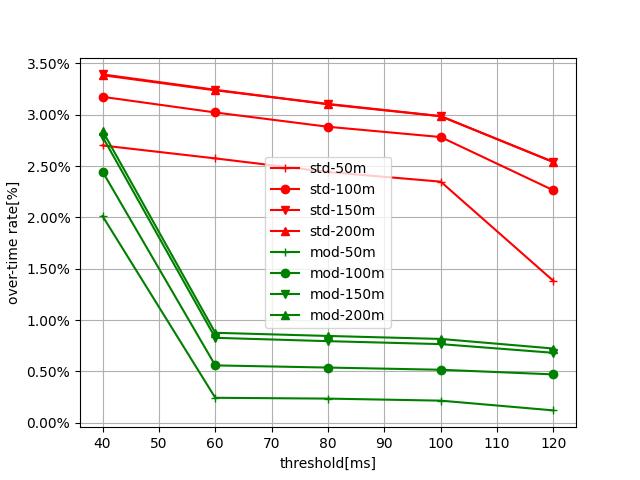 3.50%
3.00%
2.50%
2.00%
1.50%
1.00%
0.50%
0.00%
over-time rate[%]
std-50m
std-100m
std-150m
std-200m
mod-50m
mod-100m
mod-150m
mod-200m
40 50 60 70 80 90 100 110 120
threshold[ms]